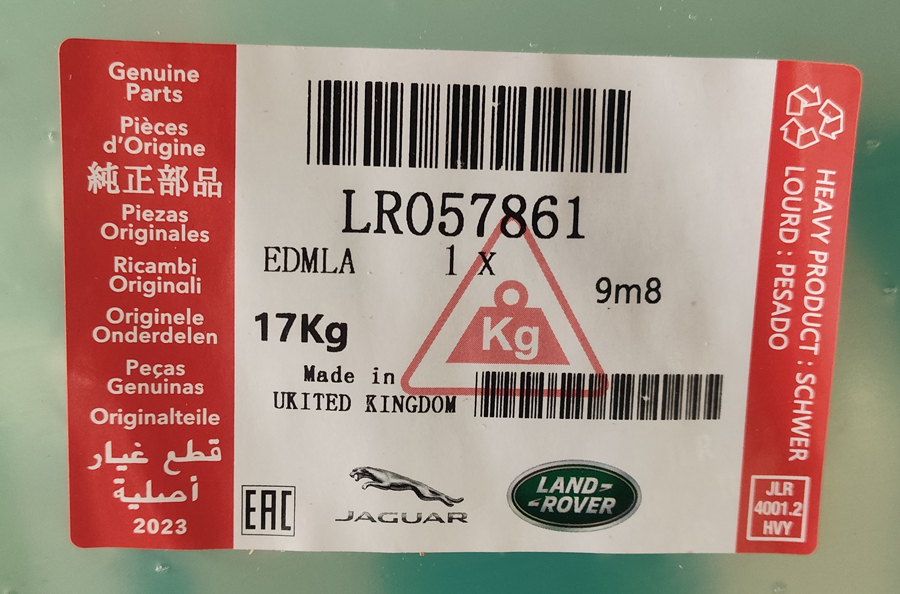 Genuine
Parts
Pièces
d'Origine
純正部品
Piezas
Originales
Ricambi
Originali
Originele
Onderdelen
Peças
Genuinas
Originalteile
قطع غيار
أصلية
2023
LR057861
EDMLA 1 X
9m8
17Kg
Kg
Made in
UKITED KINGDOM
EAC
JAGUAR
LAND-
-ROVER
HEAVY PRODUCT : SCHWER
LOURD : PESADO
JLR
4001.2
HVY